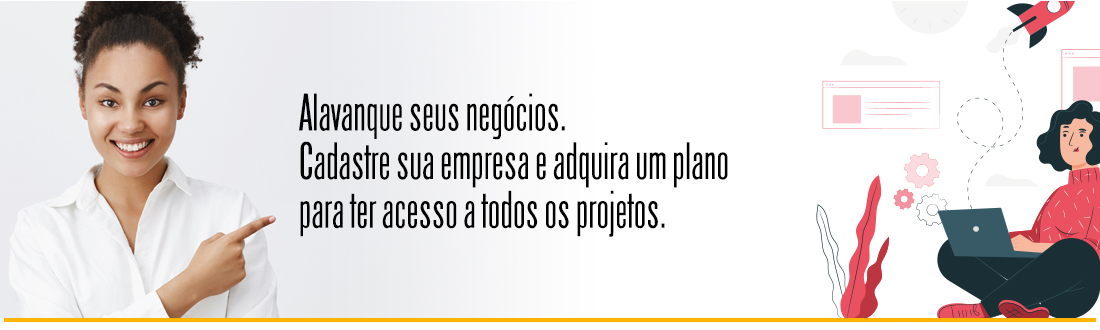 Alavanque seus negócios.
Cadastre sua empresa e adquira um plano
para ter acesso a todos os projetos.